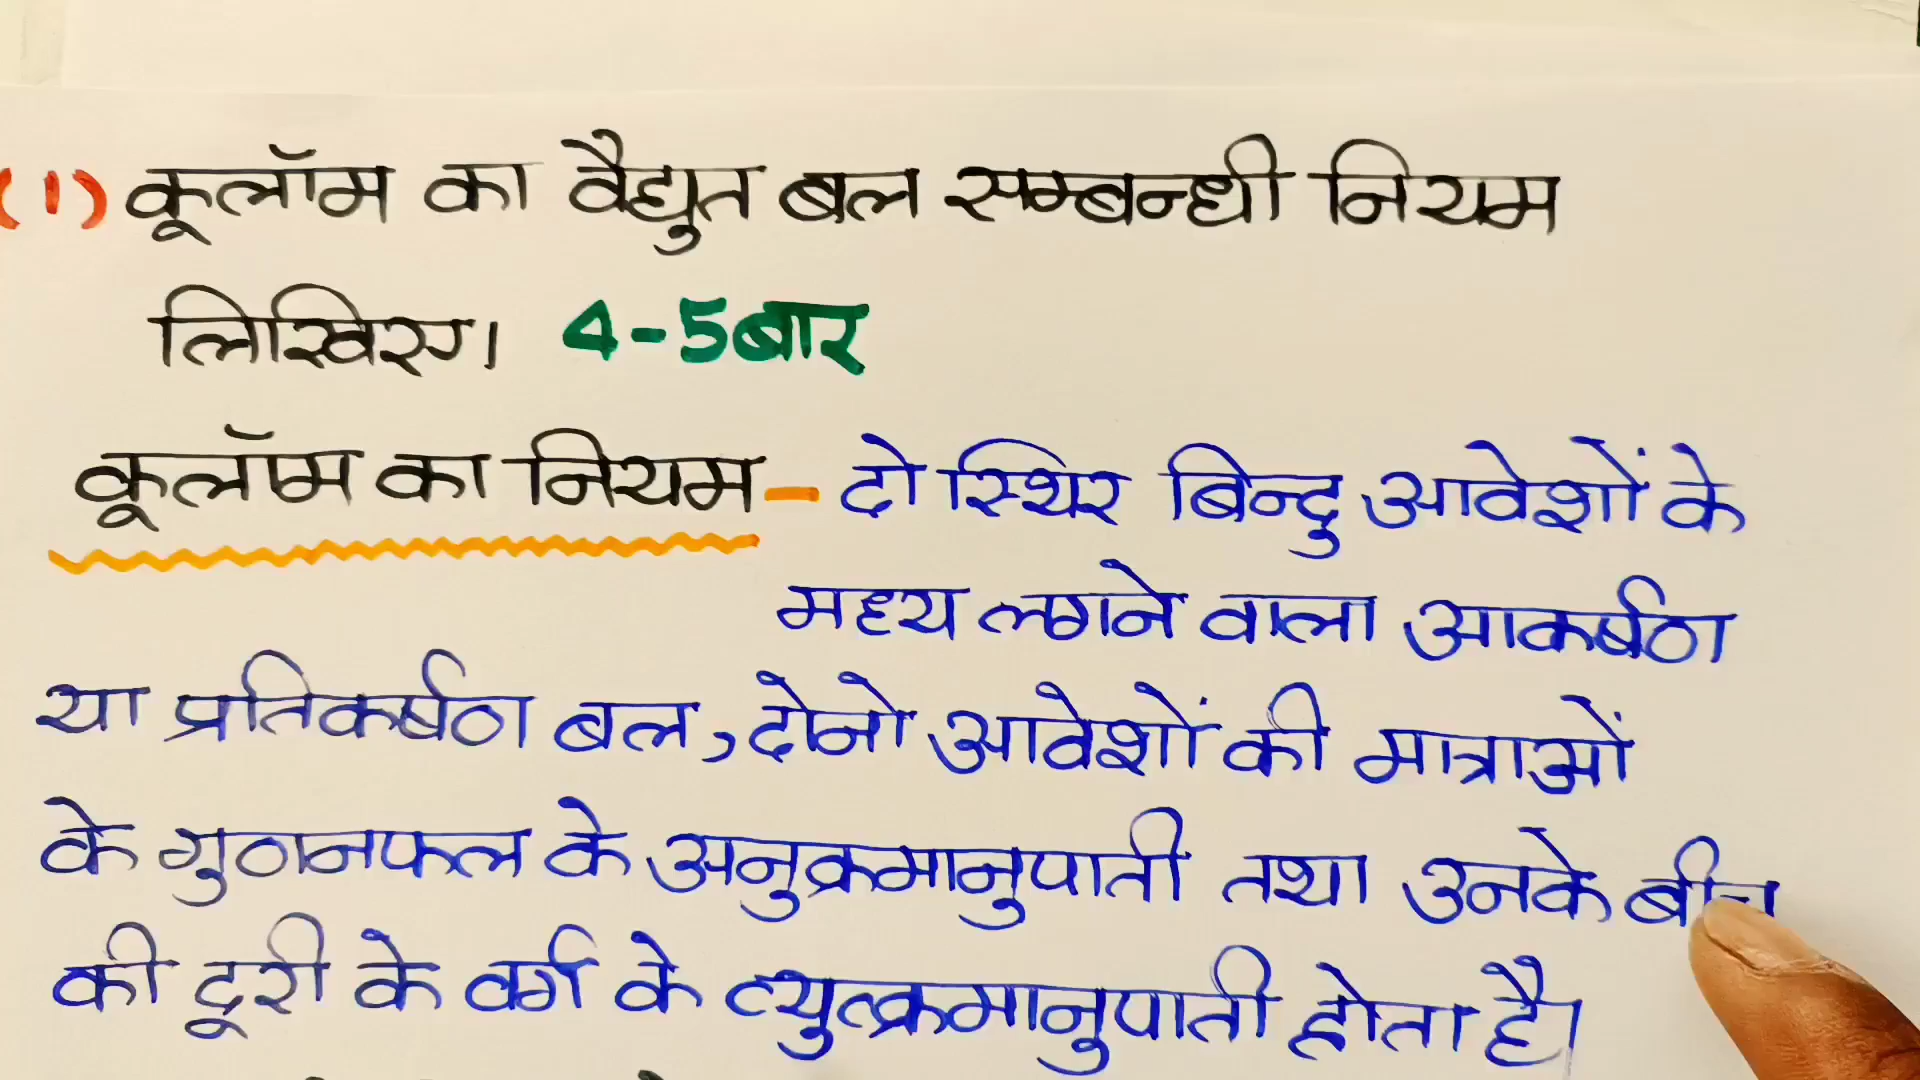 (1) कूलॉम का वैद्युत बल सम्बन्धी नियम
लिखिए। 4-5बार
कूलॉम का नियम- दो स्थिर बिन्दु आवेशों के
मध्य लगने वाला आकर्षण
या प्रतिकर्षण बल, दोनो आवेशों की मात्राओं
के गुणनफल के अनुक्रमानुपाती तथा उनके बीच
की दूरी के वर्ग के व्युत्क्रमानुपाती होता है।